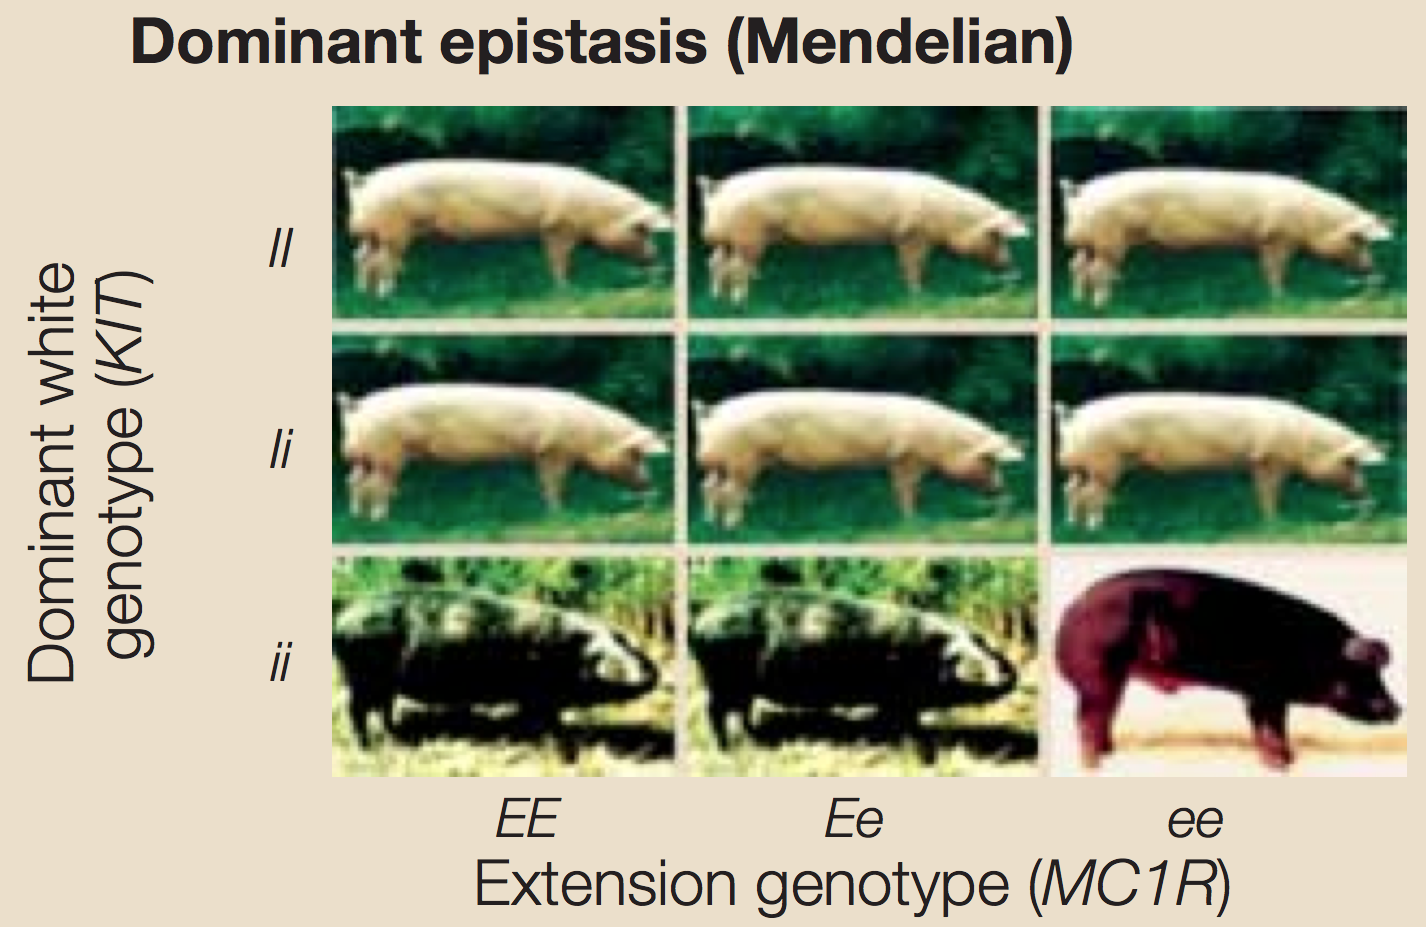 Dominant epistasis (Mendelian)
Dominant white
genotype (KIT)
II
Ii
ii
EE
Ee
ee
Extension genotype (MC1R)